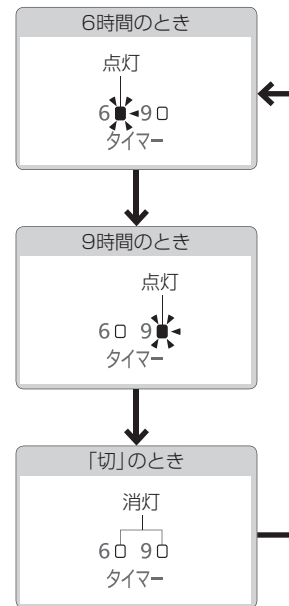 6時間のとき
点灯
6 9
タイマー
9時間のとき
点灯
6 9
タイマー
「切」のとき
消灯
6 9
タイマー